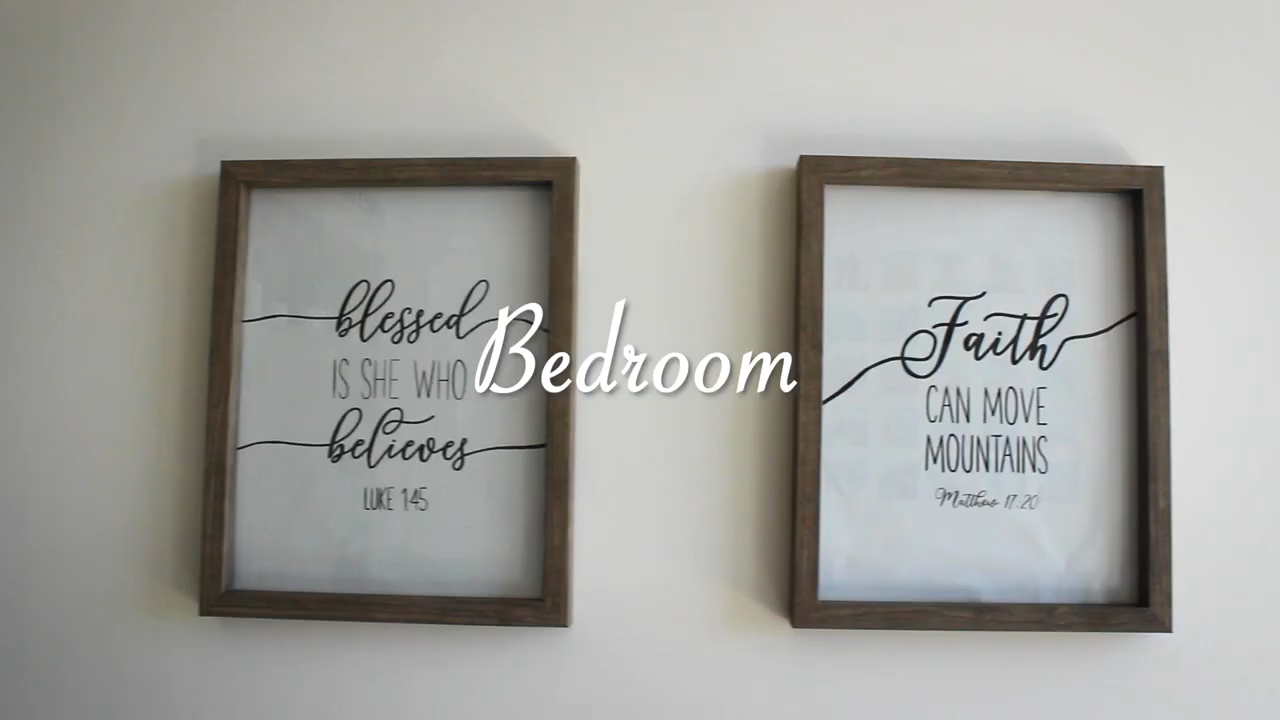 blessed
IS SHE WHO
believes
LUKE 1:45
Bedroom
Faith
CAN MOVE
MOUNTAINS
Matthew 17:20